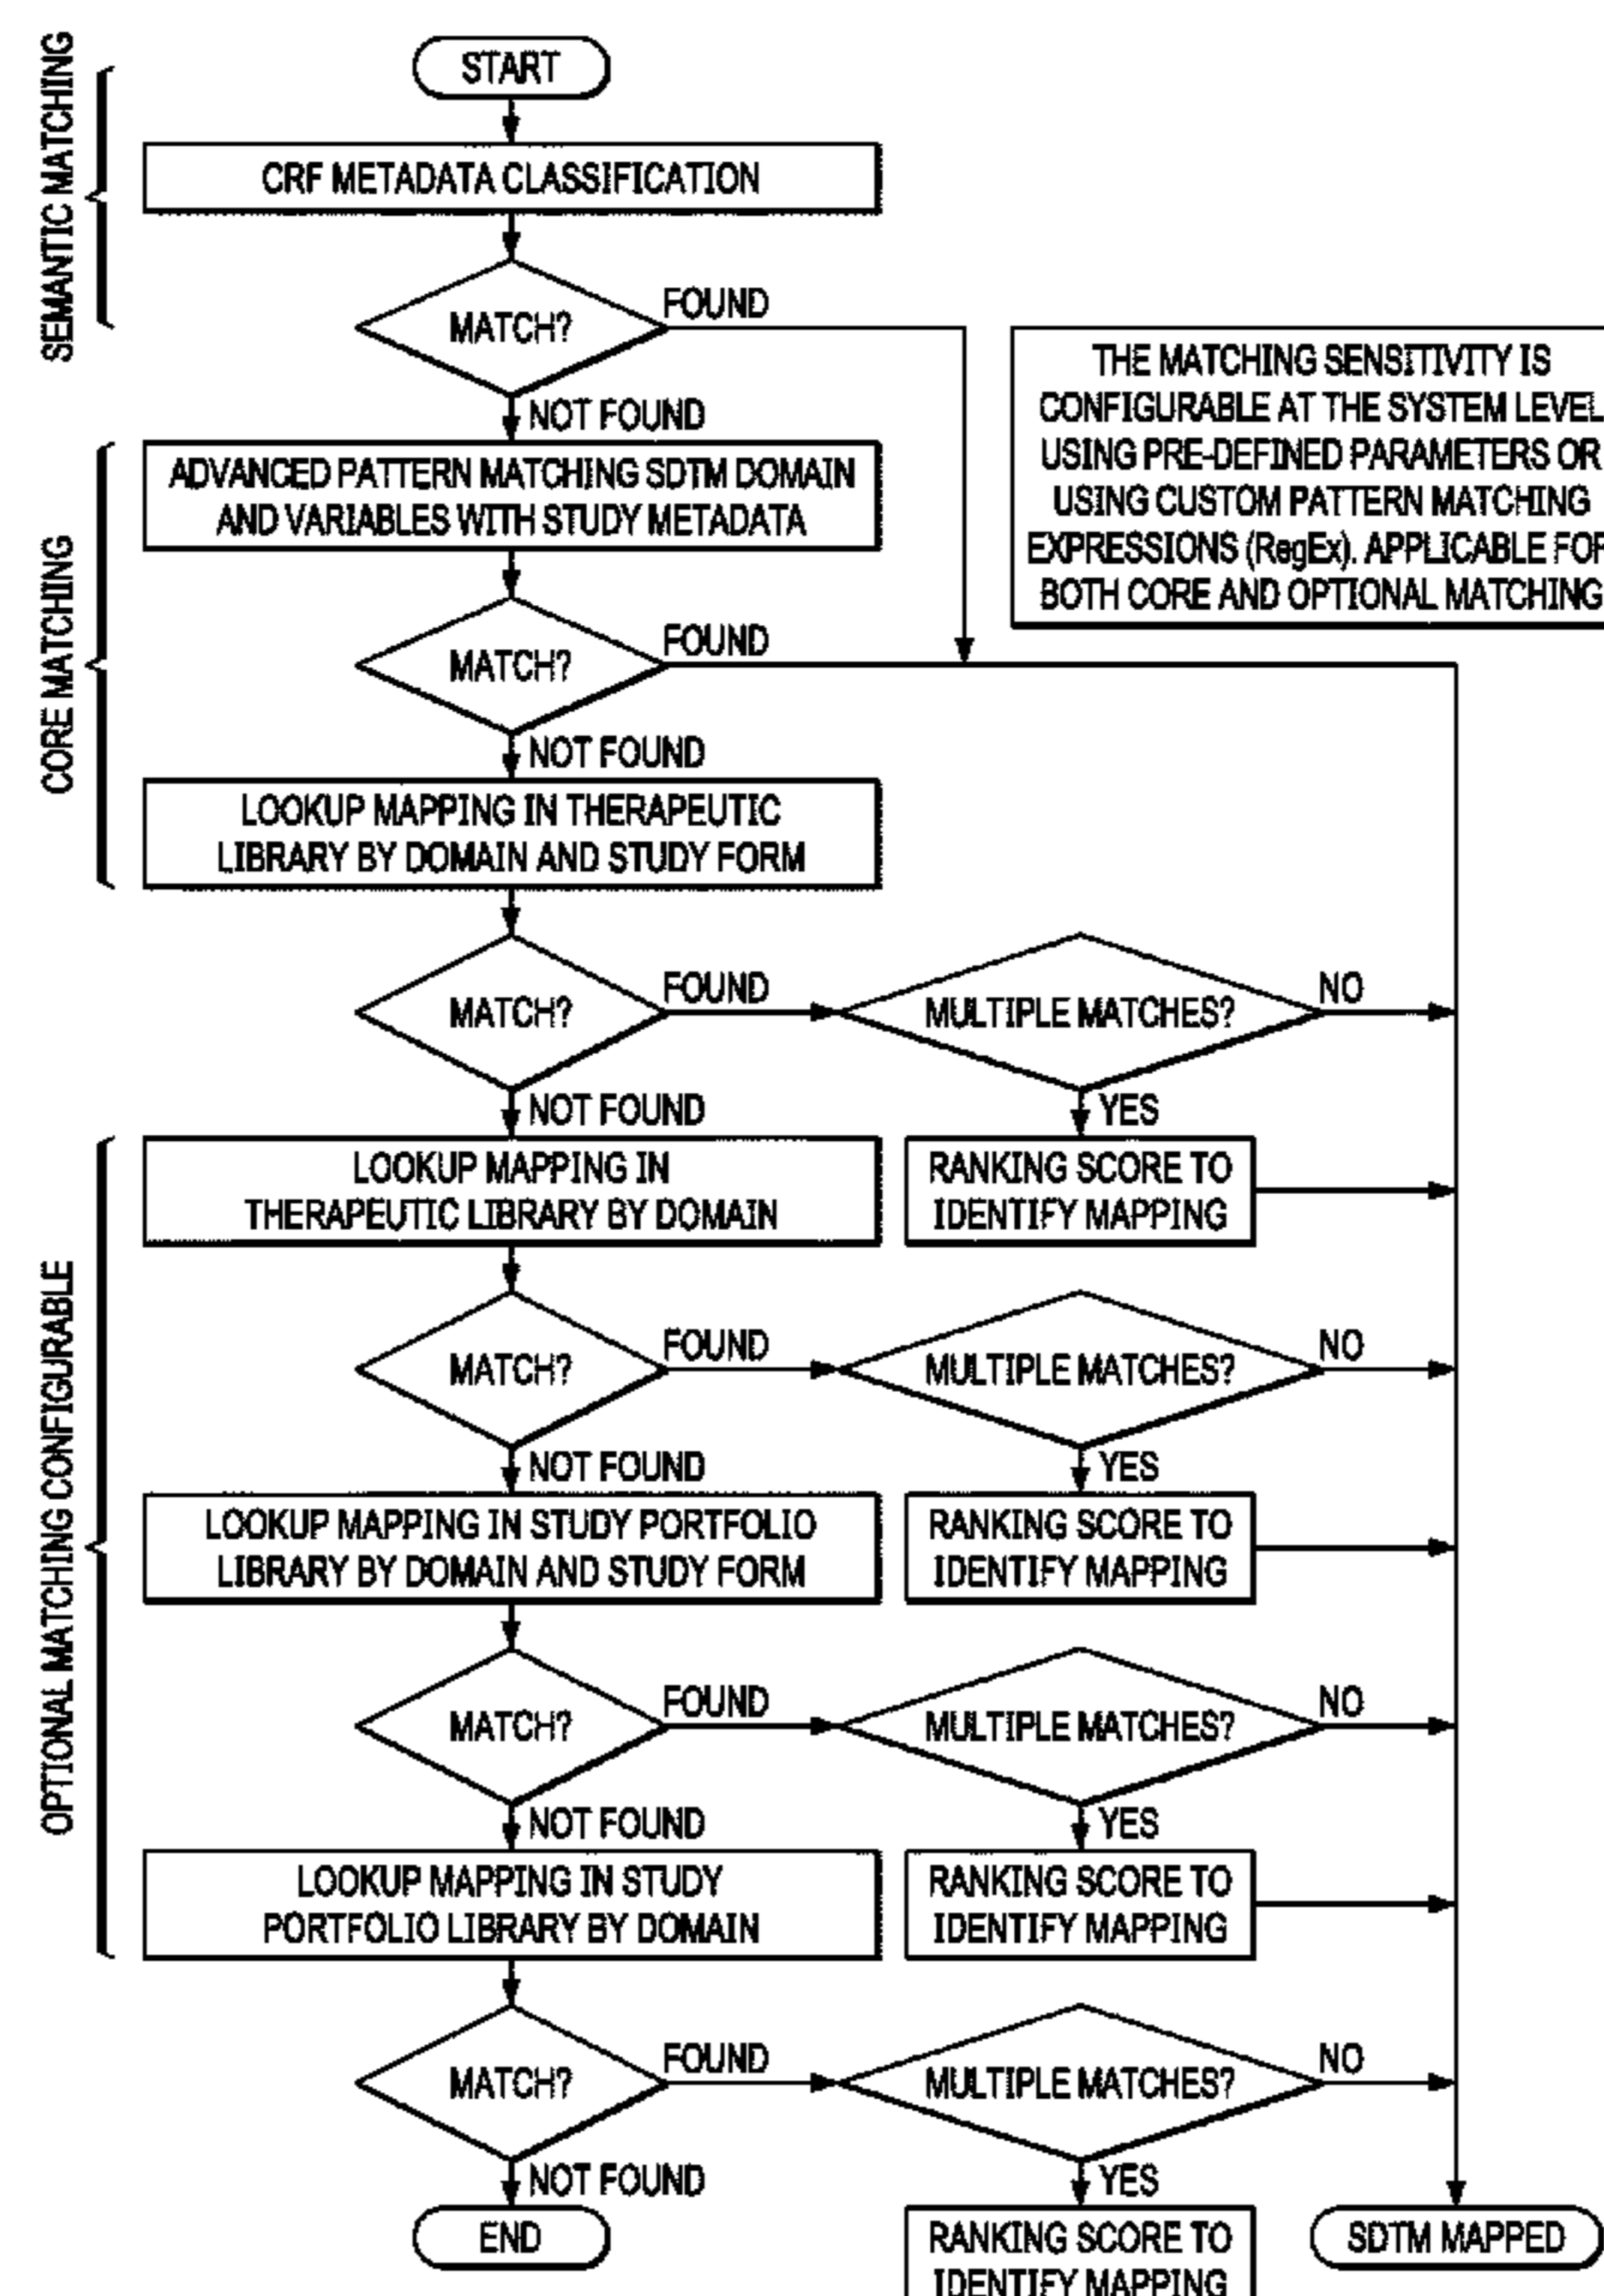 START
SEMANTIC MATCHING
CRF METADATA CLASSIFICATION
MATCH?
FOUND
NOT FOUND
THE MATCHING SENSITIVITY IS
CONFIGURABLE AT THE SYSTEM LEVEL
USING PRE-DEFINED PARAMETERS OR
USING CUSTOM PATTERN MATCHING
EXPRESSIONS (RegEx). APPLICABLE FOR
BOTH CORE AND OPTIONAL MATCHING
CORE MATCHING
ADVANCED PATTERN MATCHING SDTM DOMAIN
AND VARIABLES WITH STUDY METADATA
MATCH?
FOUND
NOT FOUND
LOOKUP MAPPING IN THERAPEUTIC
LIBRARY BY DOMAIN AND STUDY FORM
MATCH?
FOUND
MULTIPLE MATCHES?
NO
NOT FOUND
YES
OPTIONAL MATCHING CONFIGURABLE
LOOKUP MAPPING IN
THERAPEUTIC LIBRARY BY DOMAIN
RANKING SCORE TO
IDENTIFY MAPPING
MATCH?
FOUND
MULTIPLE MATCHES?
NO
NOT FOUND
YES
LOOKUP MAPPING IN STUDY PORTFOLIO
LIBRARY BY DOMAIN AND STUDY FORM
RANKING SCORE TO
IDENTIFY MAPPING
MATCH?
FOUND
MULTIPLE MATCHES?
NO
NOT FOUND
YES
LOOKUP MAPPING IN STUDY
PORTFOLIO LIBRARY BY DOMAIN
RANKING SCORE TO
IDENTIFY MAPPING
MATCH?
FOUND
MULTIPLE MATCHES?
NO
NOT FOUND
YES
END
RANKING SCORE TO
IDENTIFY MAPPING
SDTM MAPPED